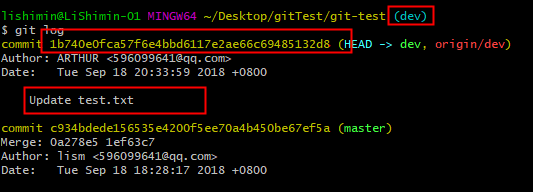 lishimin@LiShimin-01 MINGW64 ~/Desktop/gitTest/git-test (dev)
$ git log
commit 1b740e0fca57f6e4bbd6117e2ae66c69485132d8 (HEAD -> dev, origin/dev)
Author: ARTHUR <596099641@qq.com>
Date:   Tue Sep 18 20:33:59 2018 +0800
    Update test.txt
commit c934bdede156535e4200f5ee70a4b450be67ef5a (master)
Merge: 0a278e5 1ef63c7
Author: lism <596099641@qq.com>
Date:   Tue Sep 18 18:28:17 2018 +0800